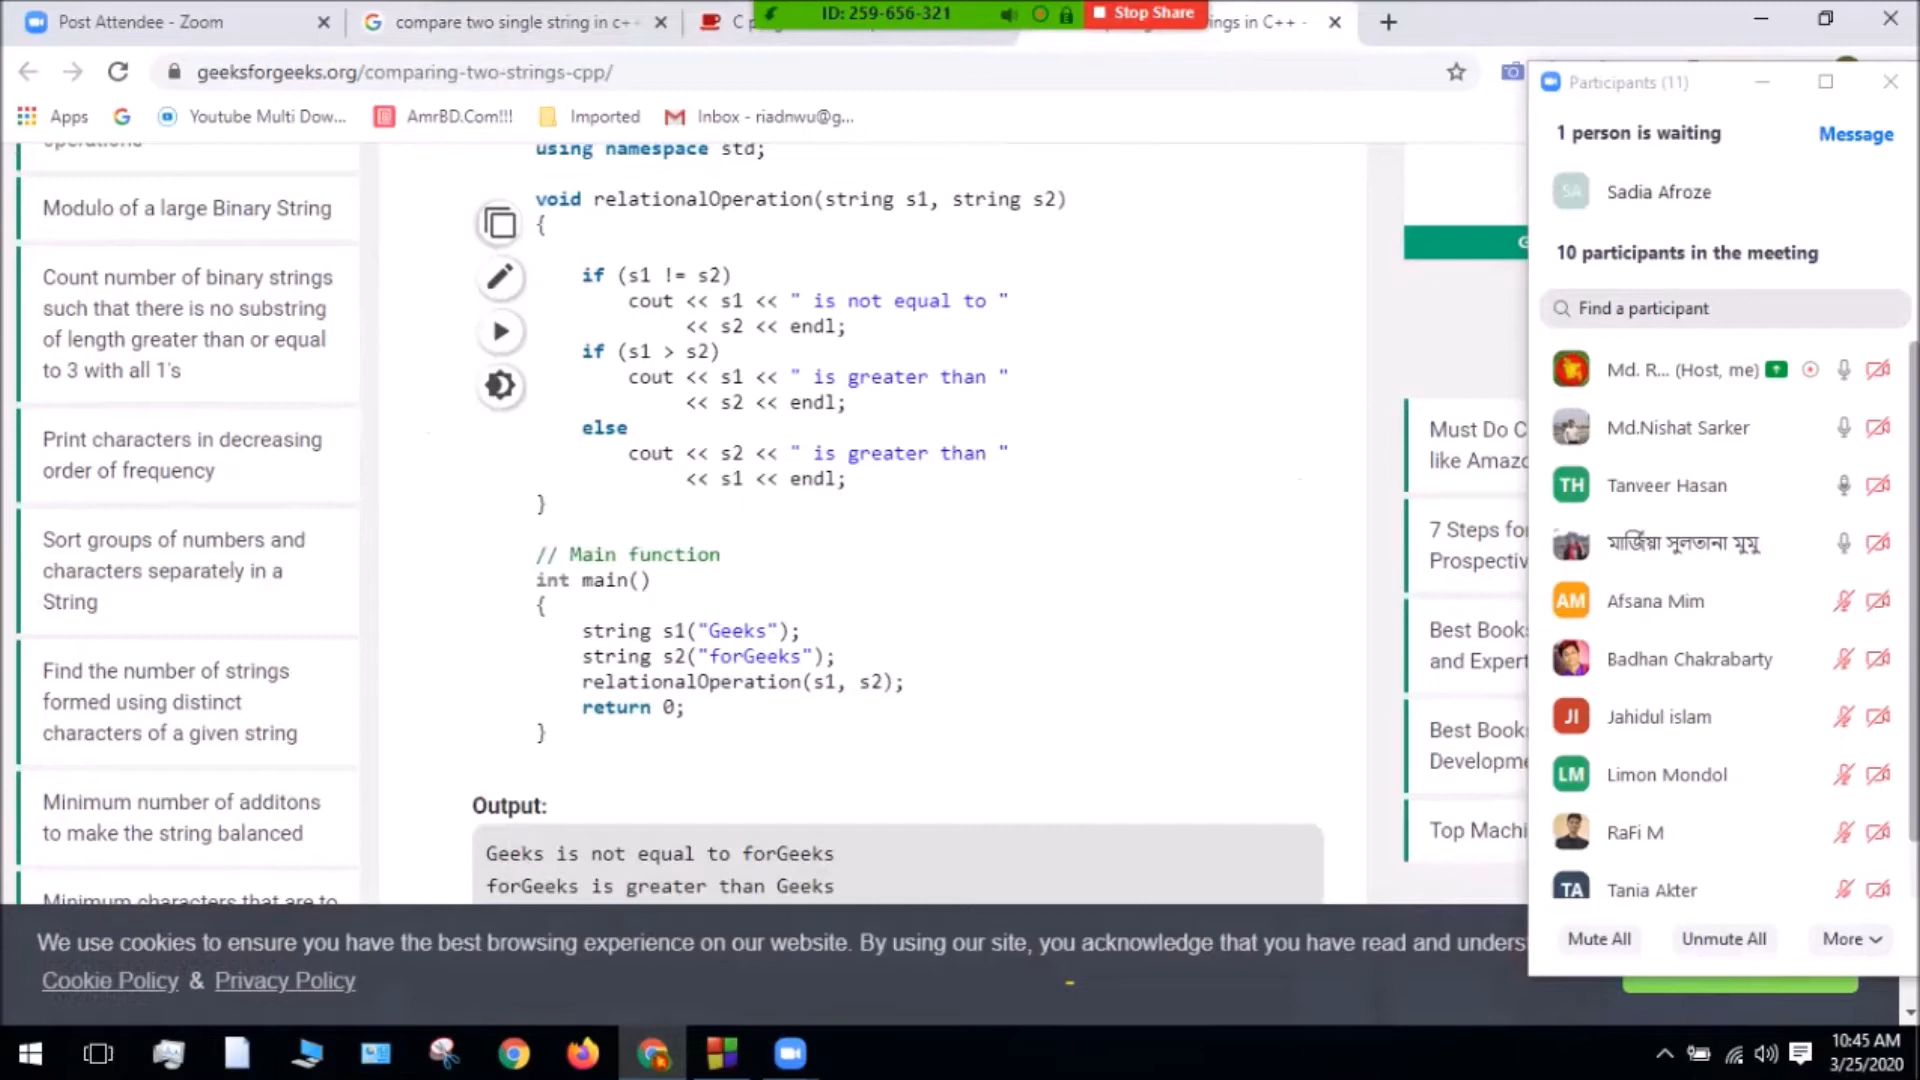 Post Attendee - Zoom
compare two single string in c++
C p
ID: 259-656-321
Stop Share
ings in C++ -
geeksforgeeks.org/comparing-two-strings-cpp/
Apps
Youtube Multi Dow...
AmrBD.Com!!!
Imported
Inbox - riadnwu@g...
operations
Modulo of a large Binary String
Count number of binary strings
such that there is no substring
of length greater than or equal
to 3 with all 1's
Print characters in decreasing
order of frequency
Sort groups of numbers and
characters separately in a
String
Find the number of strings
formed using distinct
characters of a given string
Minimum number of additons
to make the string balanced
Minimum characters that are to
using namespace std;
void relationalOperation(string s1, string s2)
{
if (s1 != s2)
cout << s1 << " is not equal to "
<< s2 << endl;
if (s1 > s2)
cout << s1 << " is greater than "
<< s2 << endl;
else
cout << s2 << " is greater than "
<< s1 << endl;
}
// Main function
int main()
{
string s1("Geeks");
string s2("forGeeks");
relationalOperation(s1, s2);
return 0;
}
Output:
Geeks is not equal to forGeeks
forGeeks is greater than Geeks
Must Do C
like Amazo
7 Steps for
Prospectiv
Best Book
and Expert
Best Book
Developme
Top Machi
Participants (11)
1 person is waiting
Message
SA
Sadia Afroze
10 participants in the meeting
Find a participant
Md. R... (Host, me)
Md.Nishat Sarker
TH Tanveer Hasan
মার্জিয়া সুলতানা মুমু
AM Afsana Mim
Badhan Chakrabarty
JI Jahidul islam
LM Limon Mondol
RaFi M
TA Tania Akter
Mute All
Unmute All
More
We use cookies to ensure you have the best browsing experience on our website. By using our site, you acknowledge that you have read and unders
Cookie Policy & Privacy Policy
10:45 AM
3/25/2020